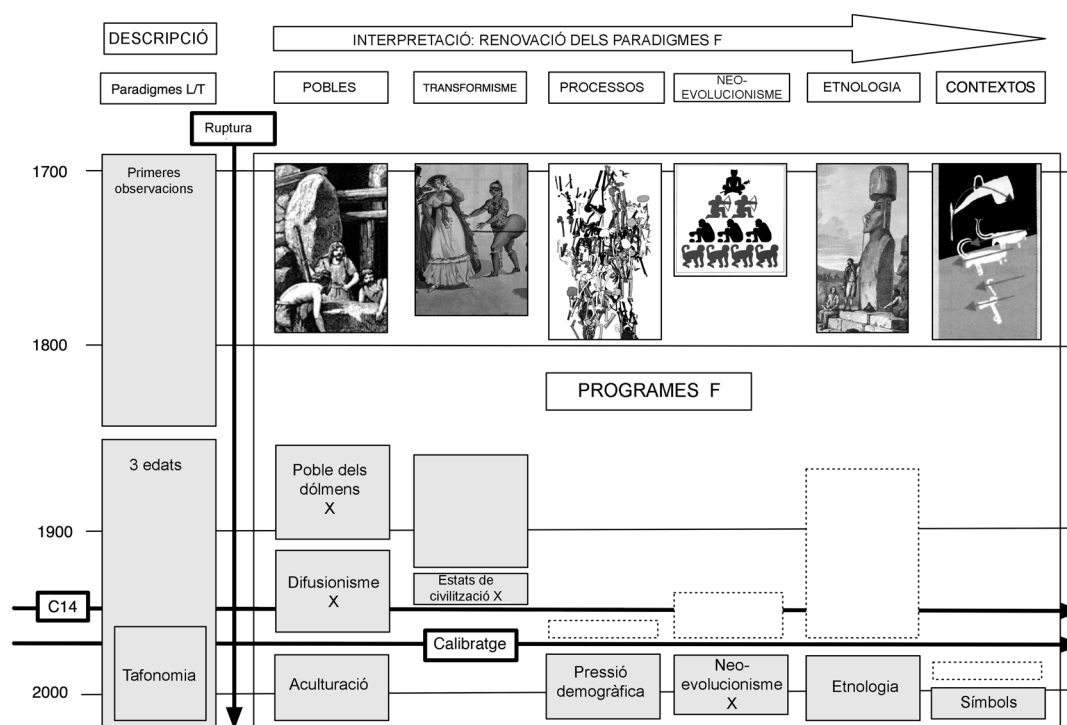 DESCRIPCIÓ
INTERPRETACIÓ: RENOVACIÓ DELS PARADIGMES F
Paradigmes L/T
POBLES
TRANSFORMISME
PROCESSOS
NEO-
EVOLUCIONISME
ETNOLOGIA
CONTEXTOS
Ruptura
1700
Primeres
observacions
1800
PROGRAMES F
3 edats
Poble dels
dólmens
X
1900
Difusionisme
X
Estats de
civilització X
C14
Calibratge
Tafonomia
Aculturació
Pressió
demogràfica
Neo-
evolucionisme
X
Etnologia
Símbols
2000